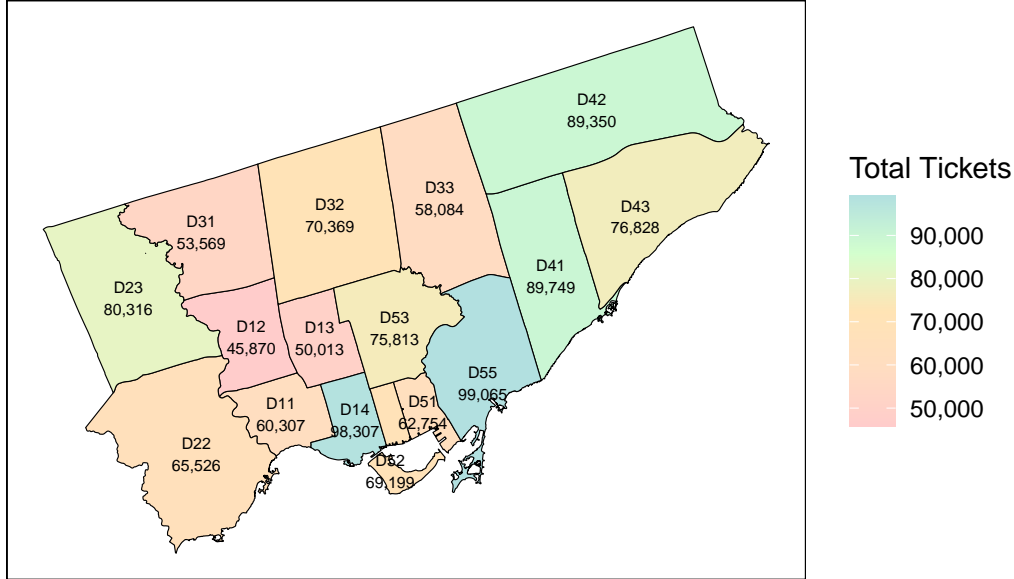 D42
89,350
D33
58,084
D32
70,369
D43
76,828
D31
53,569
D41
89,749
D23
80,316
D53
75,813
D12
45,870
D13
50,013
D55
99,065
D51
62,754
D11
60,307
D14
98,307
D22
65,526
D52
69,199
Total Tickets
90,000
80,000
70,000
60,000
50,000